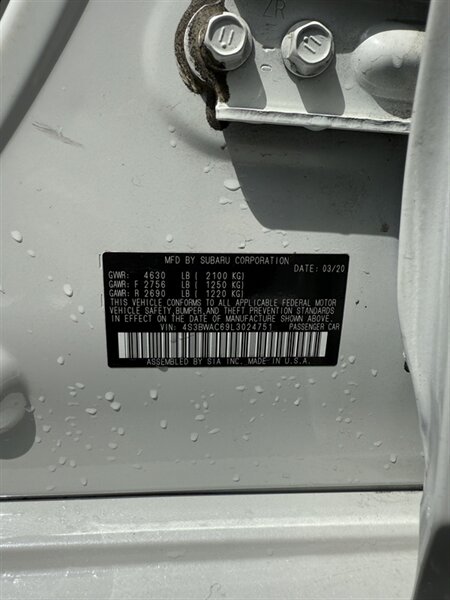 ZR
MFD BY SUBARU CORPORATION
DATE: 03/20
GVWR: 4630 LB ( 2100 KG)
GAWR: F 2756 LB ( 1250 KG)
GAWR: R 2690 LB ( 1220 KG)
THIS VEHICLE CONFORMS TO ALL APPLICABLE FEDERAL MOTOR
VEHICLE SAFETY,BUMPER,AND THEFT PREVENTION STANDARDS
IN EFFECT ON THE DATE OF MANUFACTURE SHOWN ABOVE.
VIN: 4S3BWAC69L3024751 PASSENGER CAR
ASSEMBLED BY SIA INC. MADE IN U.S.A.